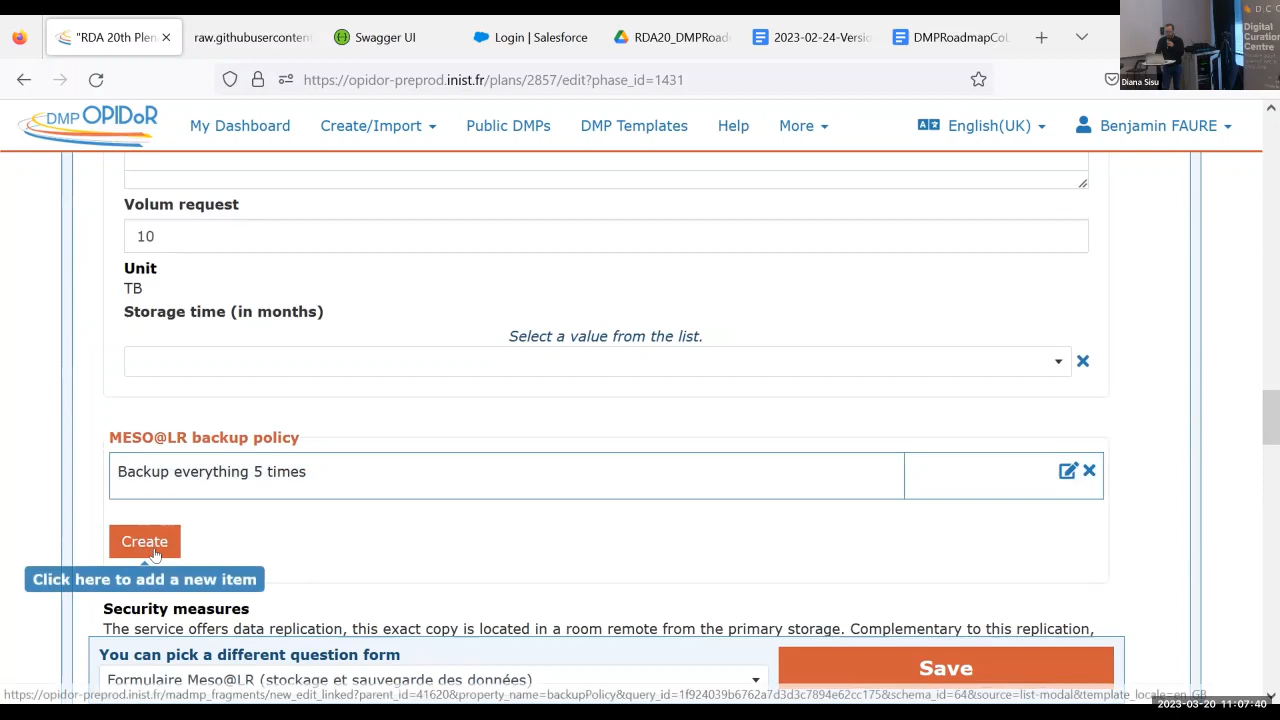 "RDA 20th Plen
raw.githubuserconten
Swagger UI
Login | Salesforce
RDA20_DMPRoad
2023-02-24-Versio
DMPRoadmapCoL
https://opidor-preprod.inist.fr/plans/2857/edit?phase_id=1431
DCC
Digital
Curation
Centre
Diana Sisu
DMP OPIDoR
My Dashboard
Create/Import
Public DMPs
DMP Templates
Help
More
English(UK)
Benjamin FAURE
Volum request
10
Unit
TB
Storage time (in months)
Select a value from the list.
MESO@LR backup policy
Backup everything 5 times
Create
Click here to add a new item
Security measures
The service offers data replication, this exact copy is located in a room remote from the primary storage. Complementary to this replication,
You can pick a different question form
Formulaire Meso@LR (stockage et sauvegarde des données)
Save
https://opidor-preprod.inist.fr/madmp_fragments/new_edit_linked?parent_id=41620&property_name=backupPolicy&query_id=1f924039b6762a7d3d3c7894e62cc175&schema_id=64&source=list-modal&template_locale=en_GB
2023-03-20 11:07:40